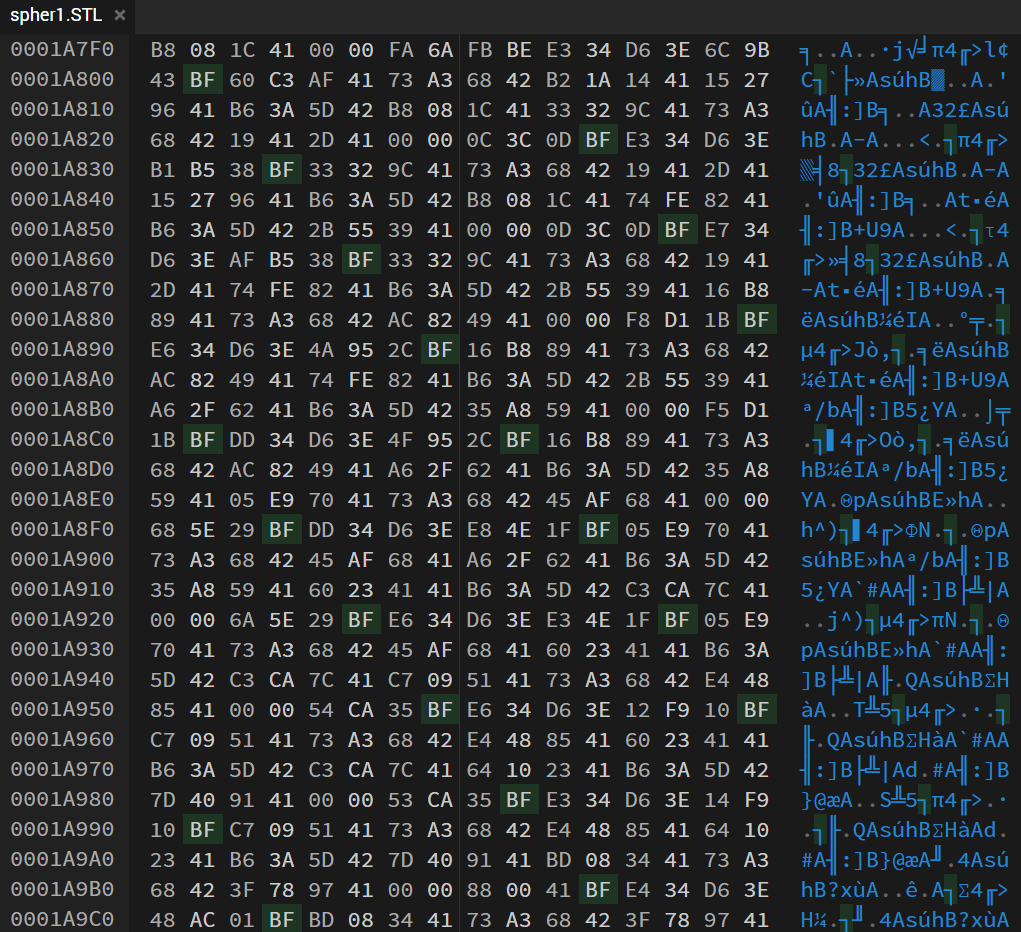 spher1.STL ×
0001A7F0 B8 08 1C 41 00 00 FA 6A FB BE E3 34 D6 3E 6C 9B ╕..A..·j√╛π4╓>l¢
0001A800 43 BF 60 C3 AF 41 73 A3 68 42 B2 1A 14 41 15 27 C┐`├»AsúhB▓..A.'
0001A810 96 41 B6 3A 5D 42 B8 08 1C 41 33 32 9C 41 73 A3 ûA╢:]B╕..A32£Asú
0001A820 68 42 19 41 2D 41 00 00 0C 3C 0D BF E3 34 D6 3E hB.A-A...<.┐π4╓>
0001A830 B1 B5 38 BF 33 32 9C 41 73 A3 68 42 19 41 2D 41 ▒╡8┐32£AsúhB.A-A
0001A840 15 27 96 41 B6 3A 5D 42 B8 08 1C 41 74 FE 82 41 .'ûA╢:]B╕..At▪éA
0001A850 B6 3A 5D 42 2B 55 39 41 00 00 0D 3C 0D BF E7 34 ╢:]B+U9A...<.┐τ4
0001A860 D6 3E AF B5 38 BF 33 32 9C 41 73 A3 68 42 19 41 ╓>»╡8┐32£AsúhB.A
0001A870 2D 41 74 FE 82 41 B6 3A 5D 42 2B 55 39 41 16 B8 -At▪éA╢:]B+U9A.╕
0001A880 89 41 73 A3 68 42 AC 82 49 41 00 00 F8 D1 1B BF ëAsúhB¼éIA..°╤.┐
0001A890 E6 34 D6 3E 4A 95 2C BF 16 B8 89 41 73 A3 68 42 µ4╓>Jò,┐.╕ëAsúhB
0001A8A0 AC 82 49 41 74 FE 82 41 B6 3A 5D 42 2B 55 39 41 ¼éIAt▪éA╢:]B+U9A
0001A8B0 A6 2F 62 41 B6 3A 5D 42 35 A8 59 41 00 00 F5 D1 ª/bA╢:]B5¿YA..⌡╤
0001A8C0 1B BF DD 34 D6 3E 4F 95 2C BF 16 B8 89 41 73 A3 .┐▌4╓>Oò,┐.╕ëAsú
0001A8D0 68 42 AC 82 49 41 A6 2F 62 41 B6 3A 5D 42 35 A8 hB¼éIAª/bA╢:]B5¿
0001A8E0 59 41 05 E9 70 41 73 A3 68 42 45 AF 68 41 00 00 YA.ΘpAsúhBE»hA..
0001A8F0 68 5E 29 BF DD 34 D6 3E E8 4E 1F BF 05 E9 70 41 h^)┐▌4╓>ΦN.┐.ΘpA
0001A900 73 A3 68 42 45 AF 68 41 A6 2F 62 41 B6 3A 5D 42 súhBE»hAª/bA╢:]B
0001A910 35 A8 59 41 60 23 41 41 B6 3A 5D 42 C3 CA 7C 41 5¿YA`#AA╢:]B├╩|A
0001A920 00 00 6A 5E 29 BF E6 34 D6 3E E3 4E 1F BF 05 E9 ..j^)┐µ4╓>πN.┐.Θ
0001A930 70 41 73 A3 68 42 45 AF 68 41 60 23 41 41 B6 3A pAsúhBE»hA`#AA╢:
0001A940 5D 42 C3 CA 7C 41 C7 09 51 41 73 A3 68 42 E4 48 ]B├╩|A╟.QAsúhBΣH
0001A950 85 41 00 00 54 CA 35 BF E6 34 D6 3E 12 F9 10 BF àA..T╩5┐µ4╓>.∙.┐
0001A960 C7 09 51 41 73 A3 68 42 E4 48 85 41 60 23 41 41 ╟.QAsúhBΣHàA`#AA
0001A970 B6 3A 5D 42 C3 CA 7C 41 64 10 23 41 B6 3A 5D 42 ╢:]B├╩|Ad.#A╢:]B
0001A980 7D 40 91 41 00 00 53 CA 35 BF E3 34 D6 3E 14 F9 }@æA..S╩5┐π4╓>.∙
0001A990 10 BF C7 09 51 41 73 A3 68 42 E4 48 85 41 64 10 .┐╟.QAsúhBΣHàAd.
0001A9A0 23 41 B6 3A 5D 42 7D 40 91 41 BD 08 34 41 73 A3 #A╢:]B}@æA╜.4Asú
0001A9B0 68 42 3F 78 97 41 00 00 88 00 41 BF E4 34 D6 3E hB?xùA..ê.A┐Σ4╓>
0001A9C0 48 AC 01 BF BD 08 34 41 73 A3 68 42 3F 78 97 41 H¼.┐╜.4AsúhB?xùA